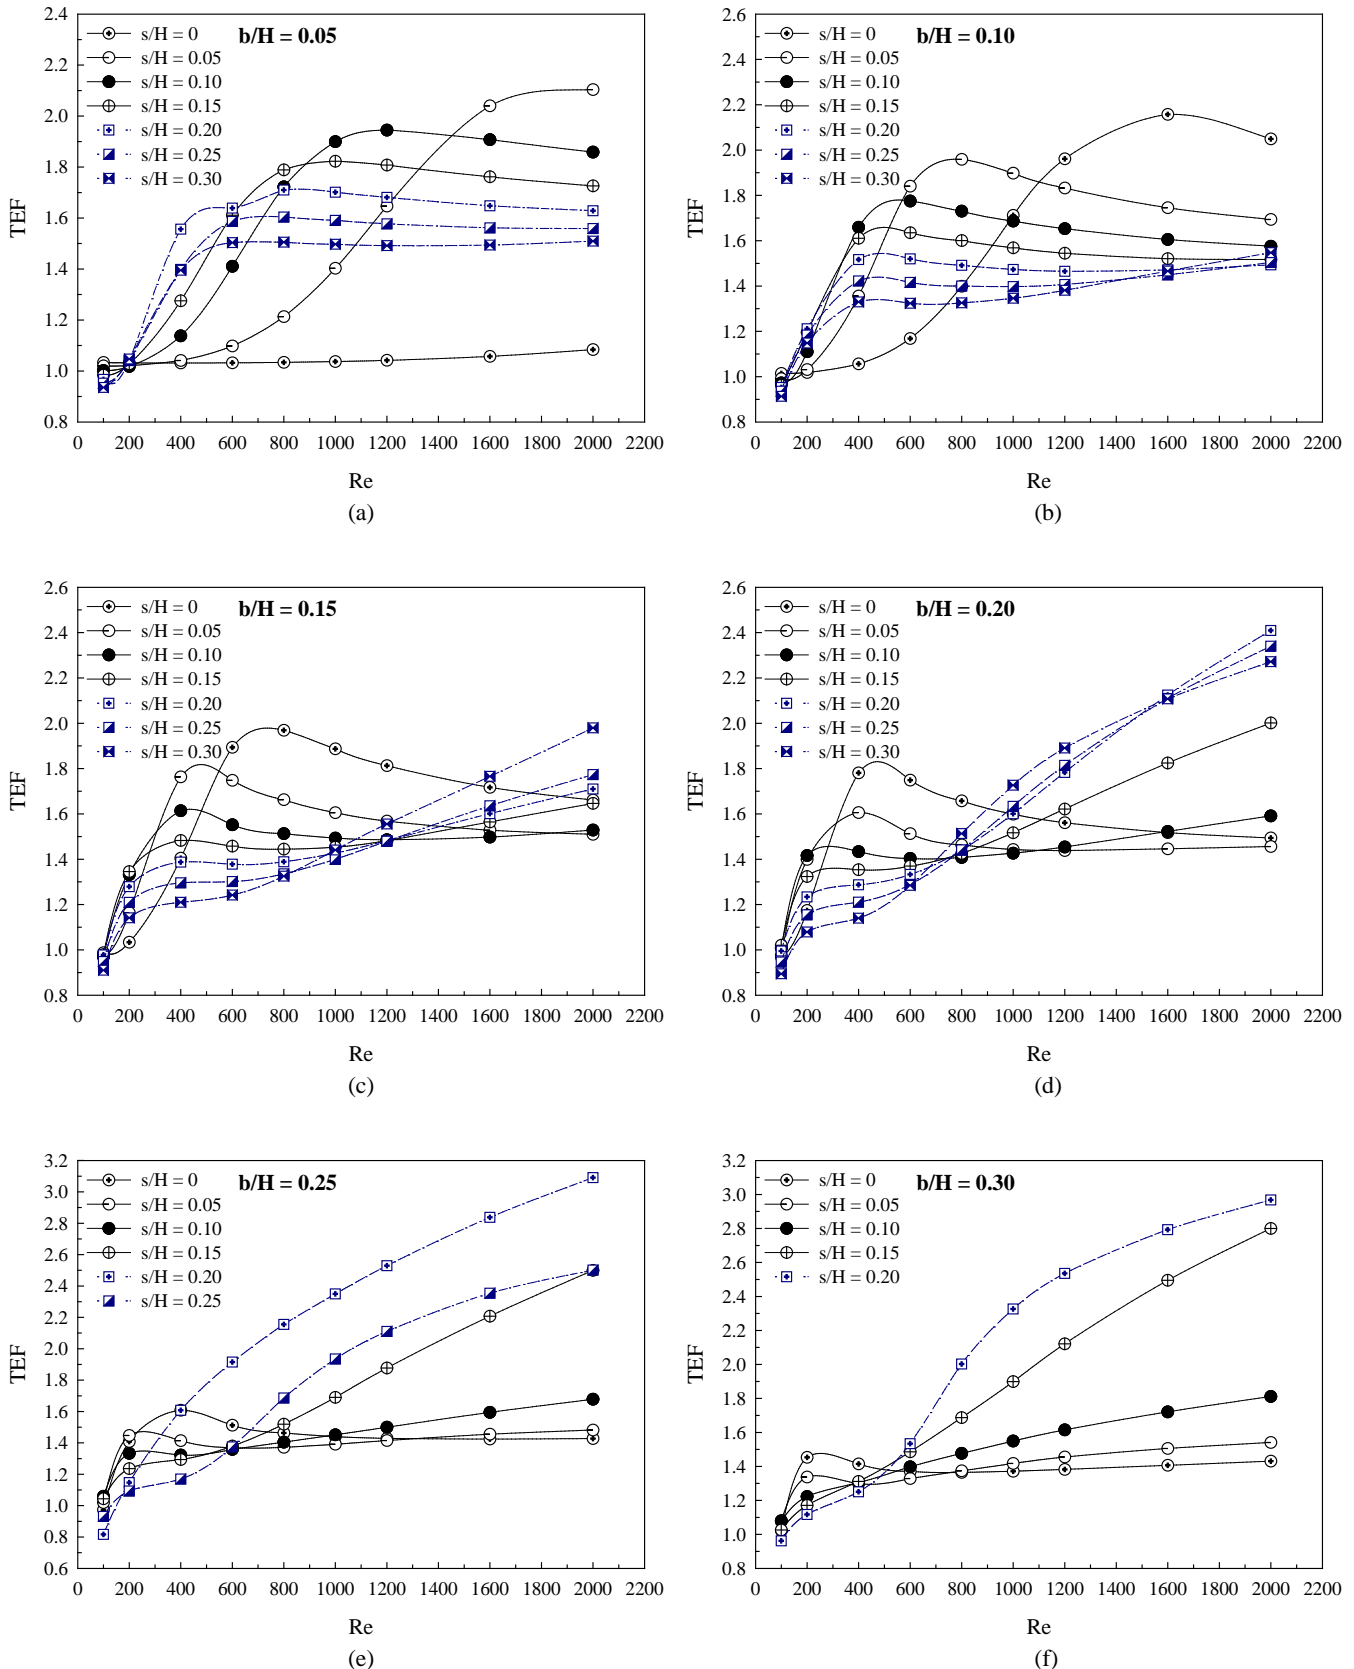 b/H = 0.05
s/H = 0
s/H = 0.05
s/H = 0.10
s/H = 0.15
s/H = 0.20
s/H = 0.25
s/H = 0.30
2.4
2.2
2.0
1.8
1.6
1.4
1.2
1.0
0.8
TEF
0 200 400 600 800 1000 1200 1400 1600 1800 2000 2200
Re
(a)
b/H = 0.10
s/H = 0
s/H = 0.05
s/H = 0.10
s/H = 0.15
s/H = 0.20
s/H = 0.25
s/H = 0.30
2.6
2.4
2.2
2.0
1.8
1.6
1.4
1.2
1.0
0.8
TEF
0 200 400 600 800 1000 1200 1400 1600 1800 2000 2200
Re
(b)
b/H = 0.15
s/H = 0
s/H = 0.05
s/H = 0.10
s/H = 0.15
s/H = 0.20
s/H = 0.25
s/H = 0.30
2.6
2.4
2.2
2.0
1.8
1.6
1.4
1.2
1.0
0.8
TEF
0 200 400 600 800 1000 1200 1400 1600 1800 2000 2200
Re
(c)
b/H = 0.20
s/H = 0
s/H = 0.05
s/H = 0.10
s/H = 0.15
s/H = 0.20
s/H = 0.25
s/H = 0.30
2.6
2.4
2.2
2.0
1.8
1.6
1.4
1.2
1.0
0.8
TEF
0 200 400 600 800 1000 1200 1400 1600 1800 2000 2200
Re
(d)
b/H = 0.25
s/H = 0
s/H = 0.05
s/H = 0.10
s/H = 0.15
s/H = 0.20
s/H = 0.25
3.2
3.0
2.8
2.6
2.4
2.2
2.0
1.8
1.6
1.4
1.2
1.0
0.8
0.6
TEF
0 200 400 600 800 1000 1200 1400 1600 1800 2000 2200
Re
(e)
b/H = 0.30
s/H = 0
s/H = 0.05
s/H = 0.10
s/H = 0.15
s/H = 0.20
3.2
3.0
2.8
2.6
2.4
2.2
2.0
1.8
1.6
1.4
1.2
1.0
0.8
TEF
0 200 400 600 800 1000 1200 1400 1600 1800 2000 2200
Re
(f)